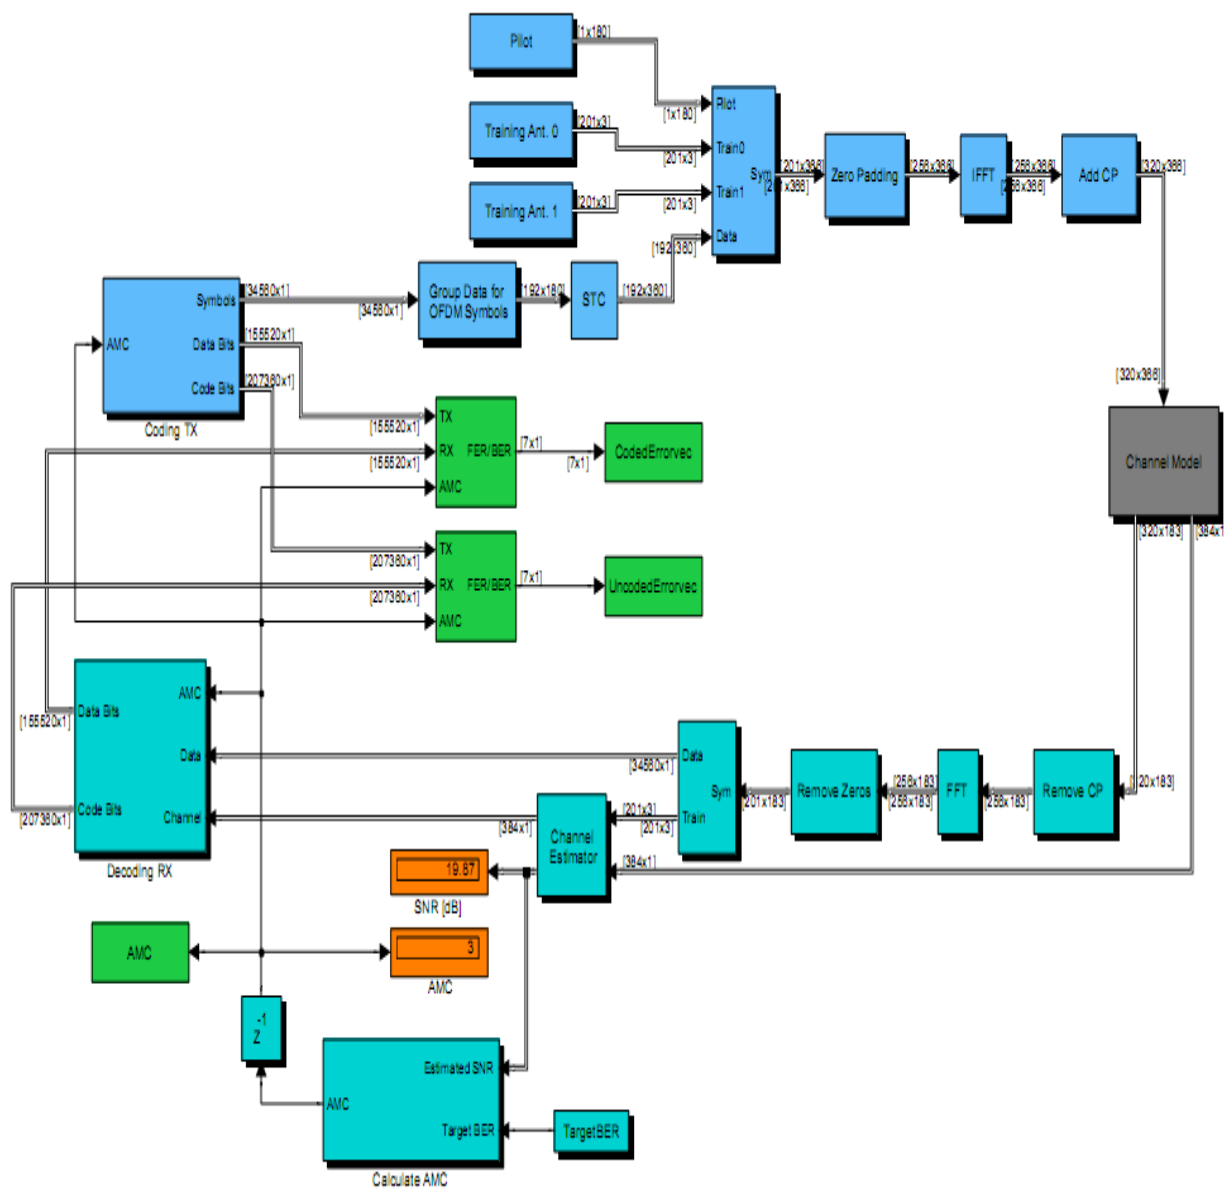 Pilot
[1x180]
[1x180]
Training Ant. 0
[201x3]
[201x3]
Training Ant. 1
[201x3]
[201x3]
Pilot
Train0
Train1
Data
Sym
[201x366]
[201x366]
Zero Padding
[256x366]
IFFT
[256x366]
[256x366]
Add CP
[320x366]
[320x366]
Symbols
AMC
Data Bits
Code Bits
Coding TX
[34560x1]
[34560x1]
[155520x1]
[207360x1]
Group Data for
OFDM Symbols
[192x180]
STC
[192x360]
[192x360]
TX
RX
AMC
FER/BER
[155520x1]
[155520x1]
[7x1]
[7x1]
CodedErrorvec
TX
RX
AMC
FER/BER
[207360x1]
[207360x1]
[7x1]
UncodedErrorvec
Channel Model
[320x183]
[384x1
AMC
Data Bits
Data
Code Bits
Channel
Decoding RX
[155520x1]
[207360x1]
Data
Sym
Train
[34560x1]
[201x3]
[201x3]
[201x183]
Remove Zeros
[256x183]
[256x183]
FFT
[256x183]
Remove CP
[320x183]
Channel
Estimator
[384x1]
[384x1]
19.87
SNR [dB]
AMC
3
AMC
-1
Z
Estimated SNR
AMC
Target BER
Calculate AMC
TargetBER